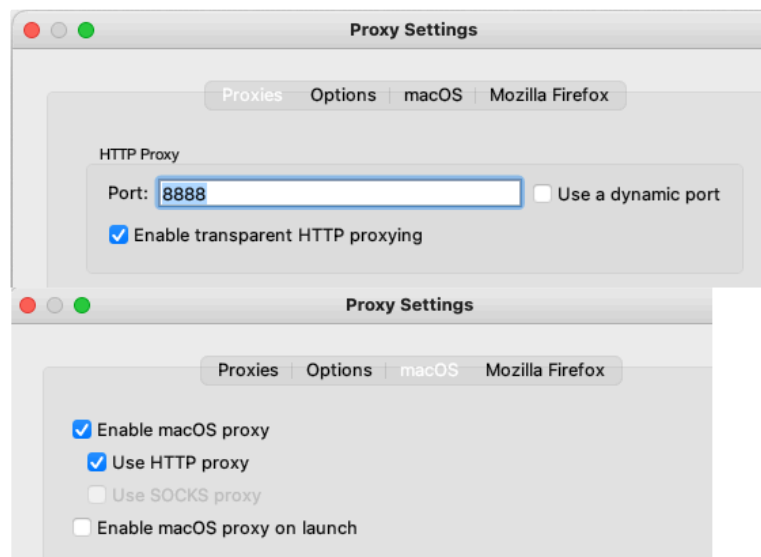 Proxy Settings
Proxies Options macOS Mozilla Firefox
HTTP Proxy
Port: 8888 Use a dynamic port
Enable transparent HTTP proxying
Proxy Settings
Proxies Options macOS Mozilla Firefox
Enable macOS proxy
Use HTTP proxy
Use SOCKS proxy
Enable macOS proxy on launch